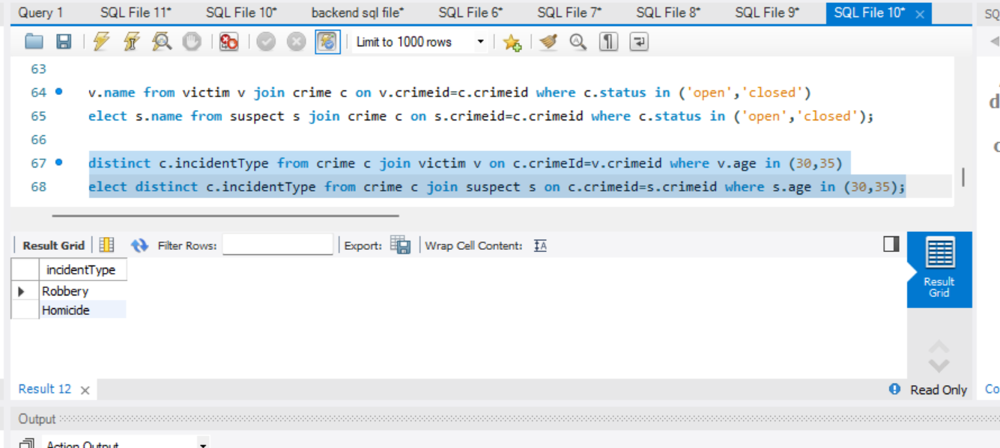 Query 1 SQL File 11* SQL File 10* backend sql file* SQL File 6* SQL File 7* SQL File 8* SQL File 9* SQL File 10* SQ
Limit to 1000 rows
63
64 v.name from victim v join crime c on v.crimeid=c.crimeid where c.status in ('open','closed')
65 elect s.name from suspect s join crime c on s.crimeid=c.crimeid where c.status in ('open','closed');
66
67 distinct c.incidentType from crime c join victim v on c.crimeId=v.crimeid where v.age in (30,35)
68 elect distinct c.incidentType from crime c join suspect s on c.crimeid=s.crimeid where s.age in (30,35);
Result Grid Filter Rows: Export: Wrap Cell Content:
incidentType
Robbery
Homicide
Result
Grid
Result 12 Read Only Co
Output
Action Output